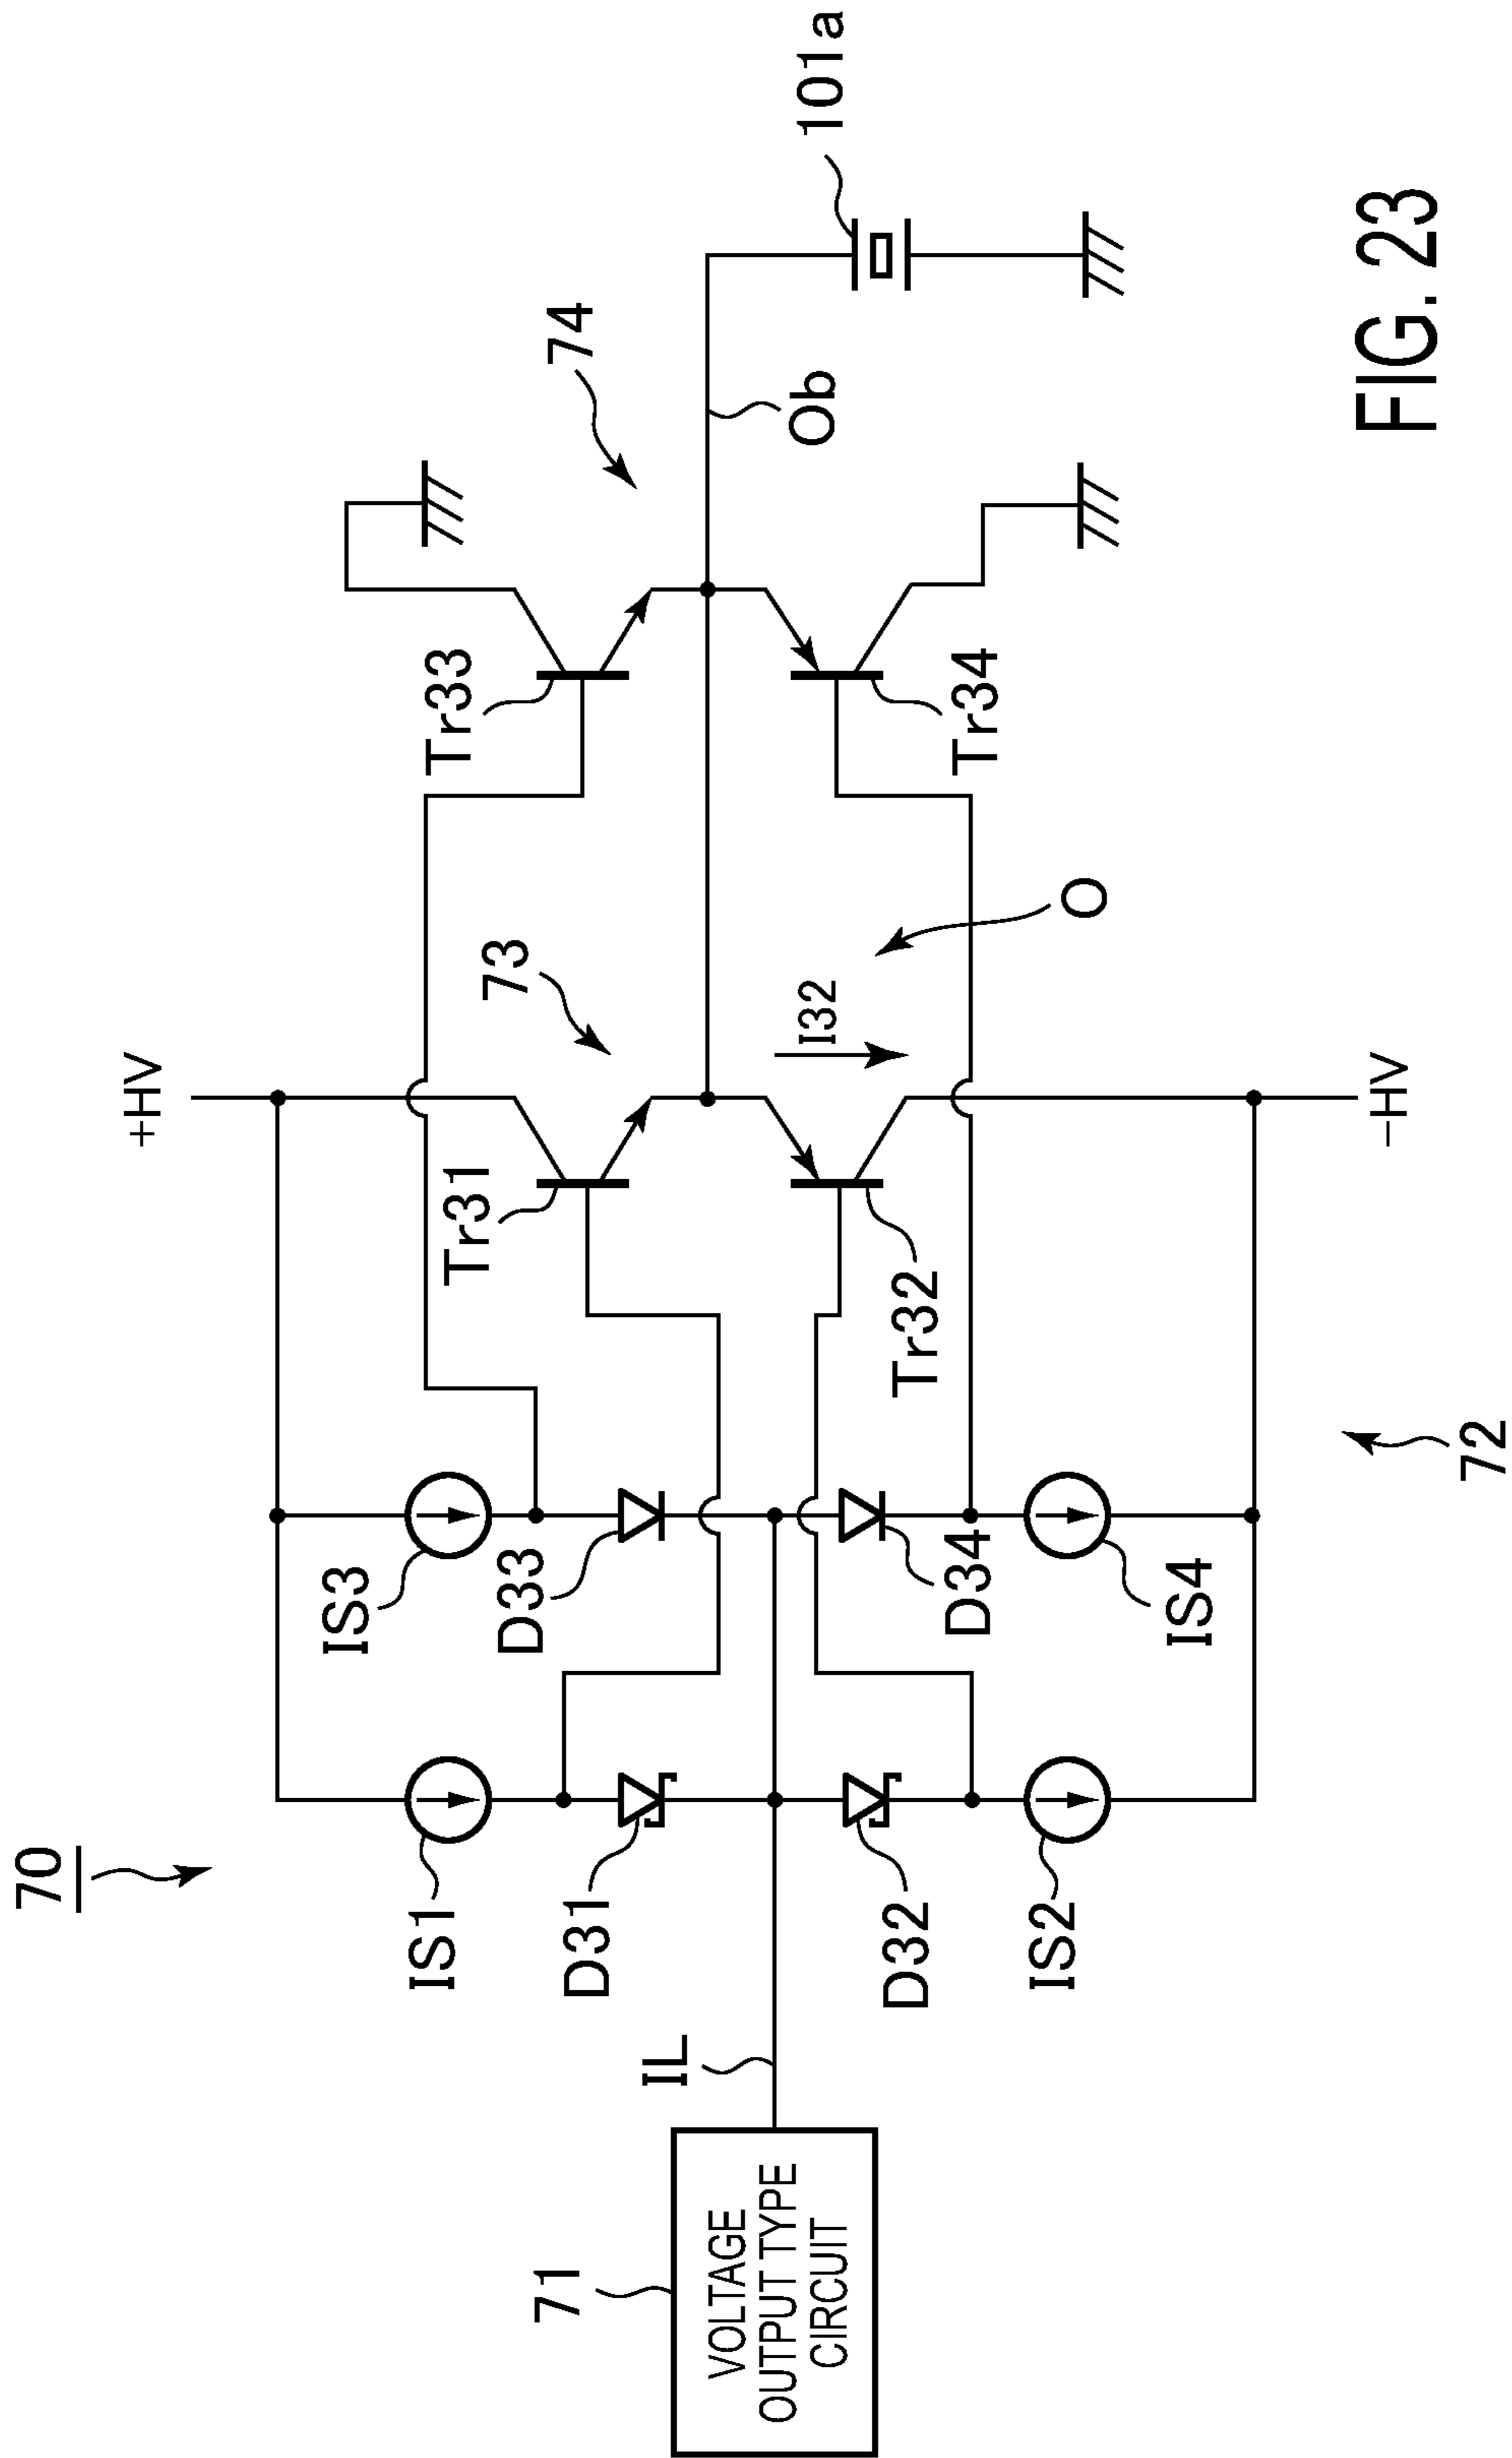 70
+HV
73
74
IS3
Tr31
Tr33
IS1
D33
D31
IL
71
VOLTAGE
OUTPUT TYPE
CIRCUIT
I32
Ob
101a
D32
D34
Tr32
Tr34
O
IS2
IS4
-HV
72
FIG. 23